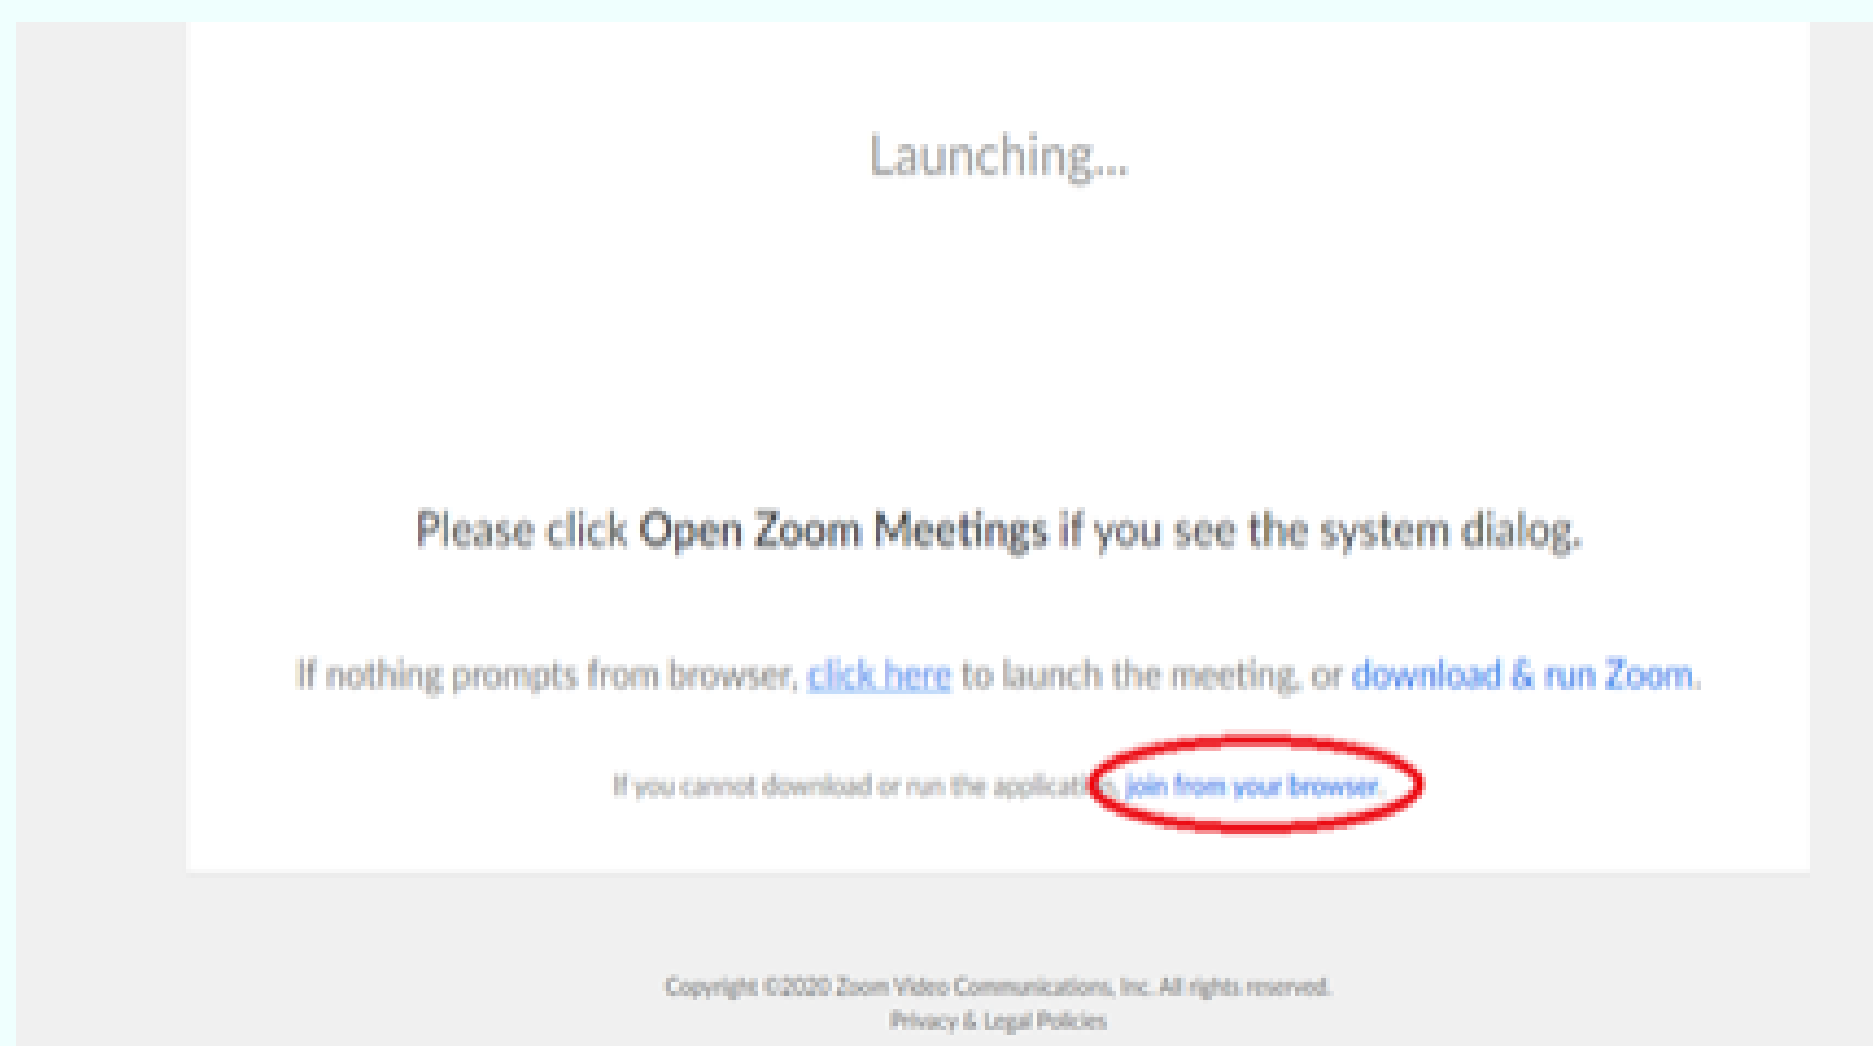 Launching...
Please click Open Zoom Meetings if you see the system dialog.
If nothing prompts from browser, click here to launch the meeting, or download & run Zoom.
If you cannot download or run the applicati , join from your browser.
Copyright ©2020 Zoom Video Communications, Inc. All rights reserved.
Privacy & Legal Policies